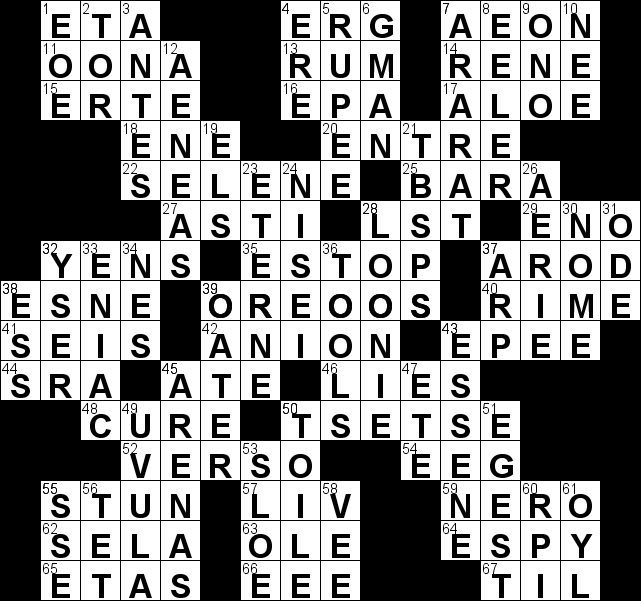 1 2 3 4 5 6 7 8 9 10
E T A E R G A E O N
11 12 13 14
O O N A R U M R E N E
15 16 17
E R T E E P A A L O E
18 19 20 21
E N E E N T R E
22 23 24 25 26
S E L E N E B A R A
27 28 29 30 31
A S T I L S T E N O
32 33 34 35 36 37
Y E N S E S T O P A R O D
38 39 40
E S N E O R E O O S R I M E
41 42 43
S E I S A N I O N E P E E
44 45 46 47
S R A A T E L I E S
48 49 50 51
C U R E T S E T S E
52 53 54
V E R S O E E G
55 56 57 58 59 60 61
S T U N L I V N E R O
62 63 64
S E L A O L E E S P Y
65 66 67
E T A S E E E T I L